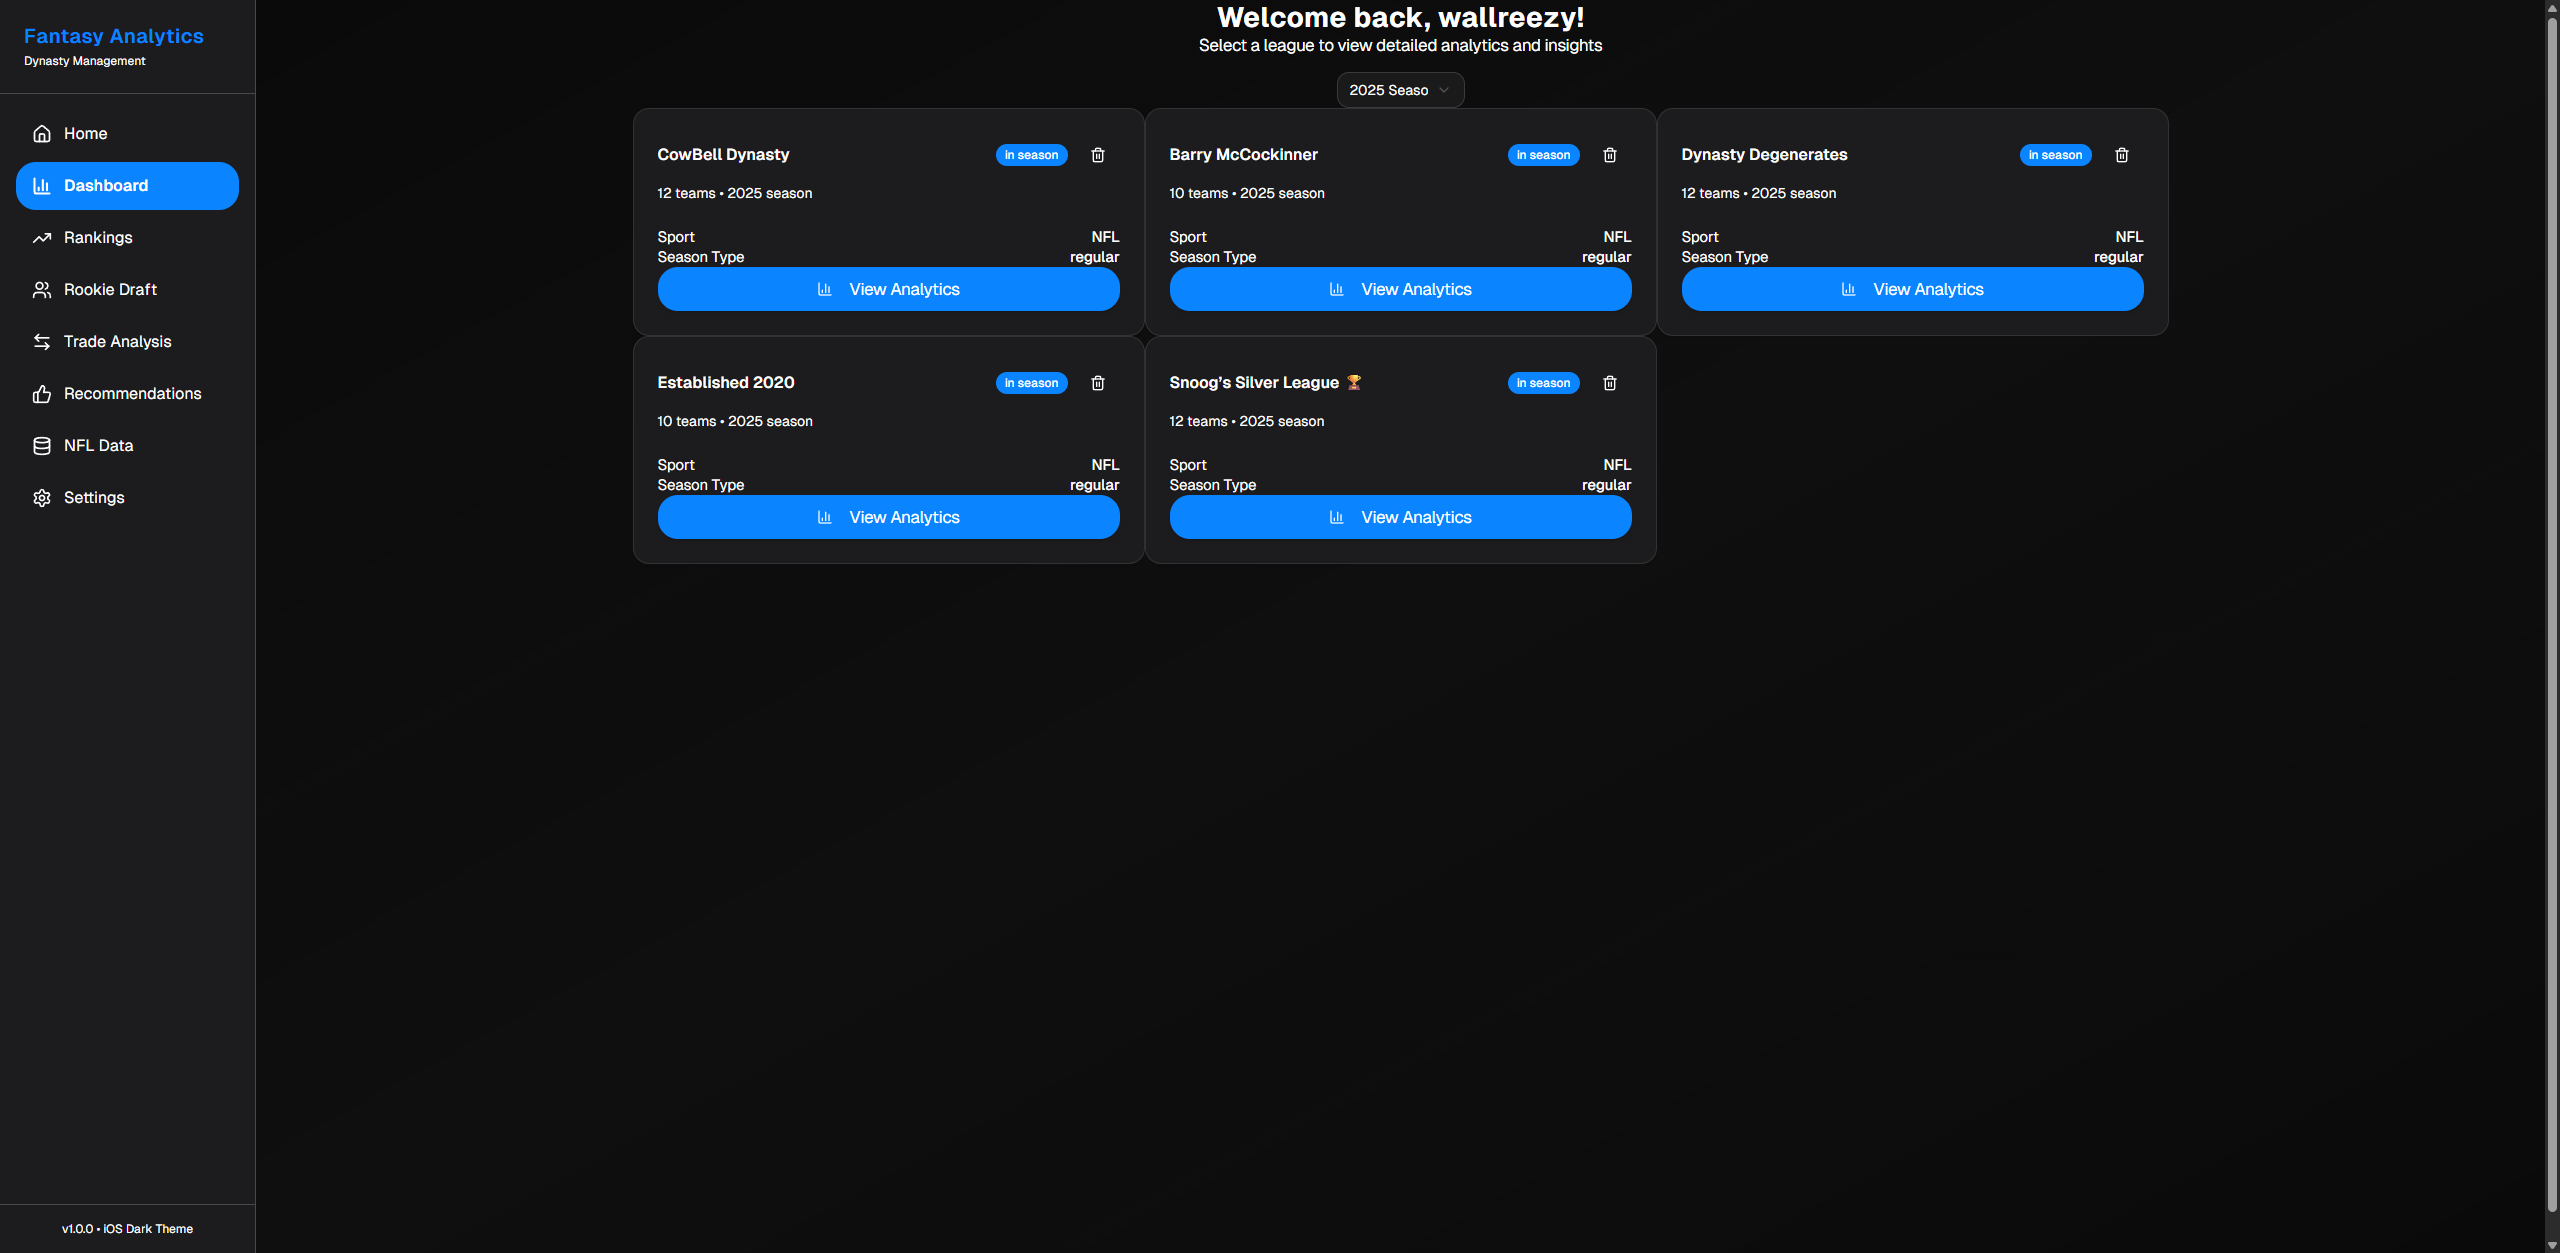 Fantasy Analytics
Dynasty Management
Home
Dashboard
Rankings
Rookie Draft
Trade Analysis
Recommendations
NFL Data
Settings
v1.0.0 • iOS Dark Theme
Welcome back, wallreezy!
Select a league to view detailed analytics and insights
2025 Seaso
CowBell Dynasty in season
12 teams • 2025 season
Sport NFL
Season Type regular
View Analytics
Barry McCockinner in season
10 teams • 2025 season
Sport NFL
Season Type regular
View Analytics
Dynasty Degenerates in season
12 teams • 2025 season
Sport NFL
Season Type regular
View Analytics
Established 2020 in season
10 teams • 2025 season
Sport NFL
Season Type regular
View Analytics
Snoog’s Silver League 🏆 in season
12 teams • 2025 season
Sport NFL
Season Type regular
View Analytics